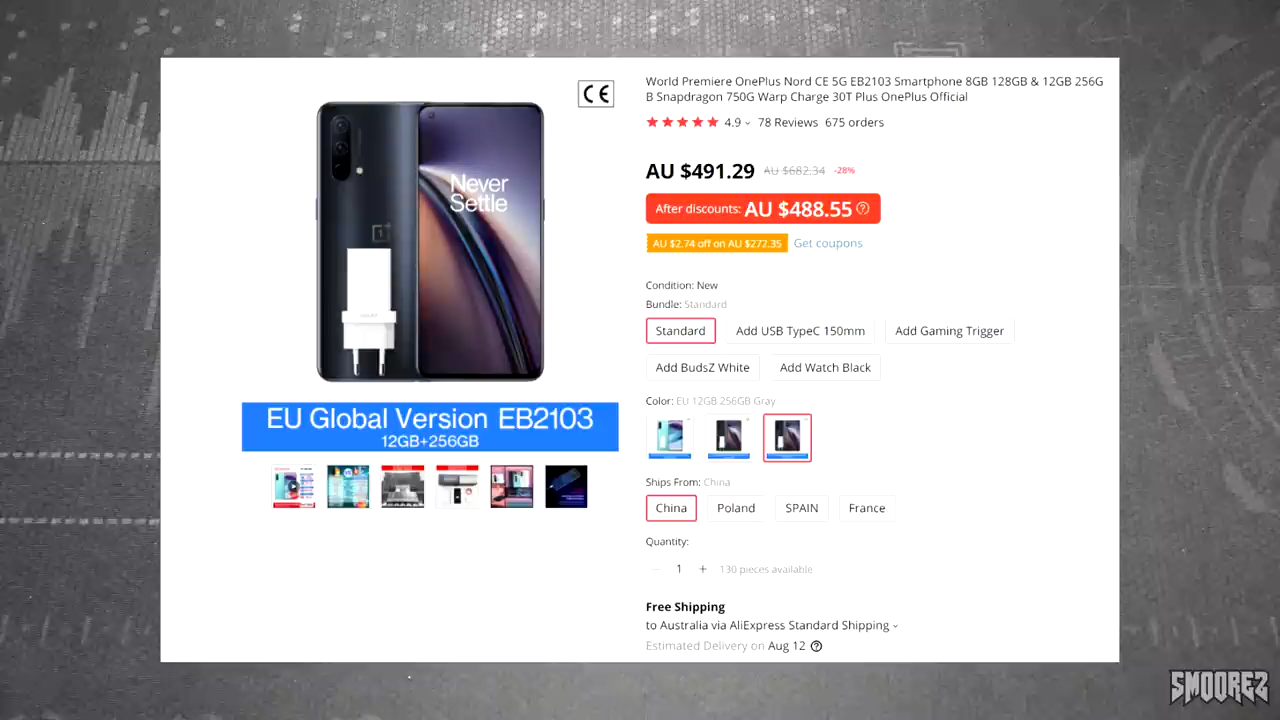 CE
World Premiere OnePlus Nord CE 5G EB2103 Smartphone 8GB 128GB & 12GB 256G
B Snapdragon 750G Warp Charge 30T Plus OnePlus Official
4.9 78 Reviews 675 orders
AU $491.29 AU $682.34 -28%
After discounts: AU $488.55
AU $2.74 off on AU $272.35 Get coupons
Never
Settle
Condition: New
Bundle: Standard
Standard Add USB TypeC 150mm Add Gaming Trigger
Add BudsZ White Add Watch Black
Color: EU 12GB 256GB Gray
EU Global Version EB2103
12GB+256GB
Ships From: China
China Poland SPAIN France
Quantity:
1 + 130 pieces available
Free Shipping
to Australia via AliExpress Standard Shipping
Estimated Delivery on Aug 12
SMOOREZ